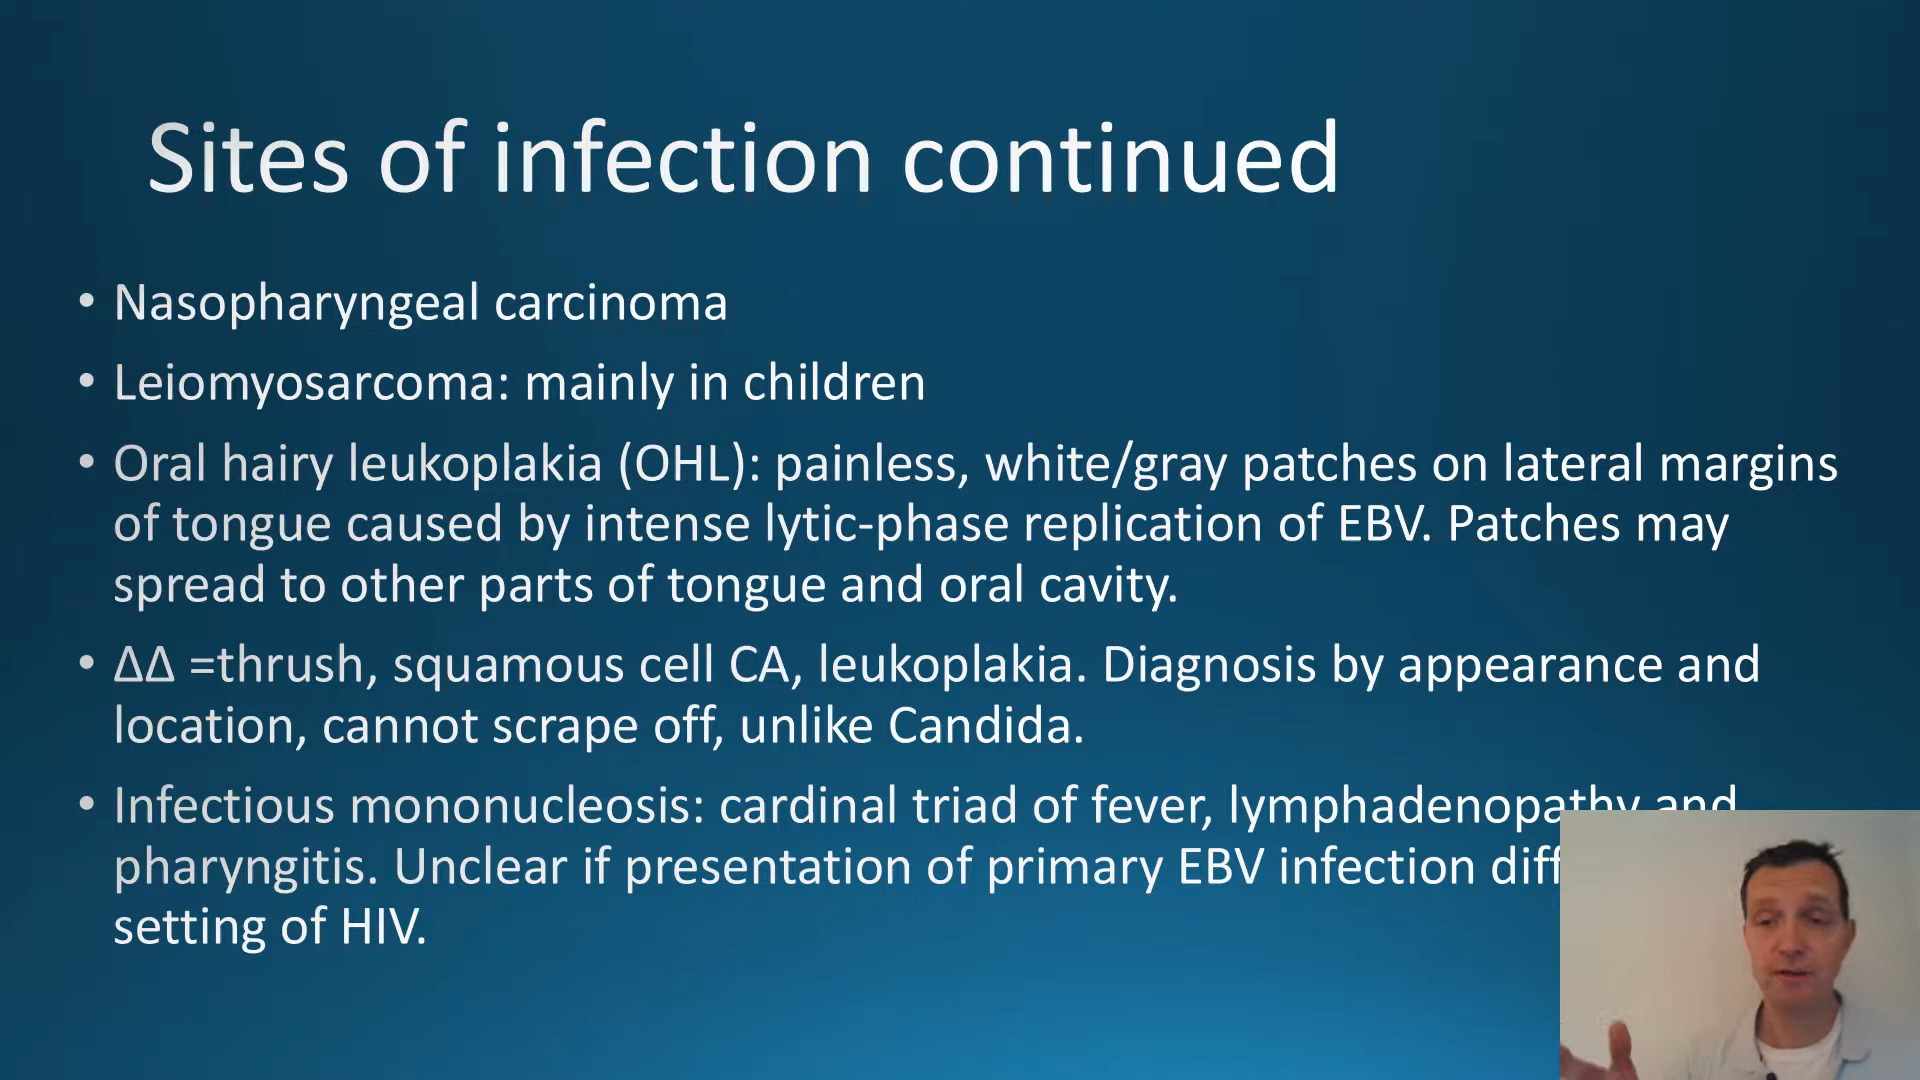 Sites of infection continued
• Nasopharyngeal carcinoma
• Leiomyosarcoma: mainly in children
• Oral hairy leukoplakia (OHL): painless, white/gray patches on lateral margins
of tongue caused by intense lytic-phase replication of EBV. Patches may
spread to other parts of tongue and oral cavity.
• ΔΔ =thrush, squamous cell CA, leukoplakia. Diagnosis by appearance and
location, cannot scrape off, unlike Candida.
• Infectious mononucleosis: cardinal triad of fever, lymphadenopathy and
pharyngitis. Unclear if presentation of primary EBV infection
setting of HIV.